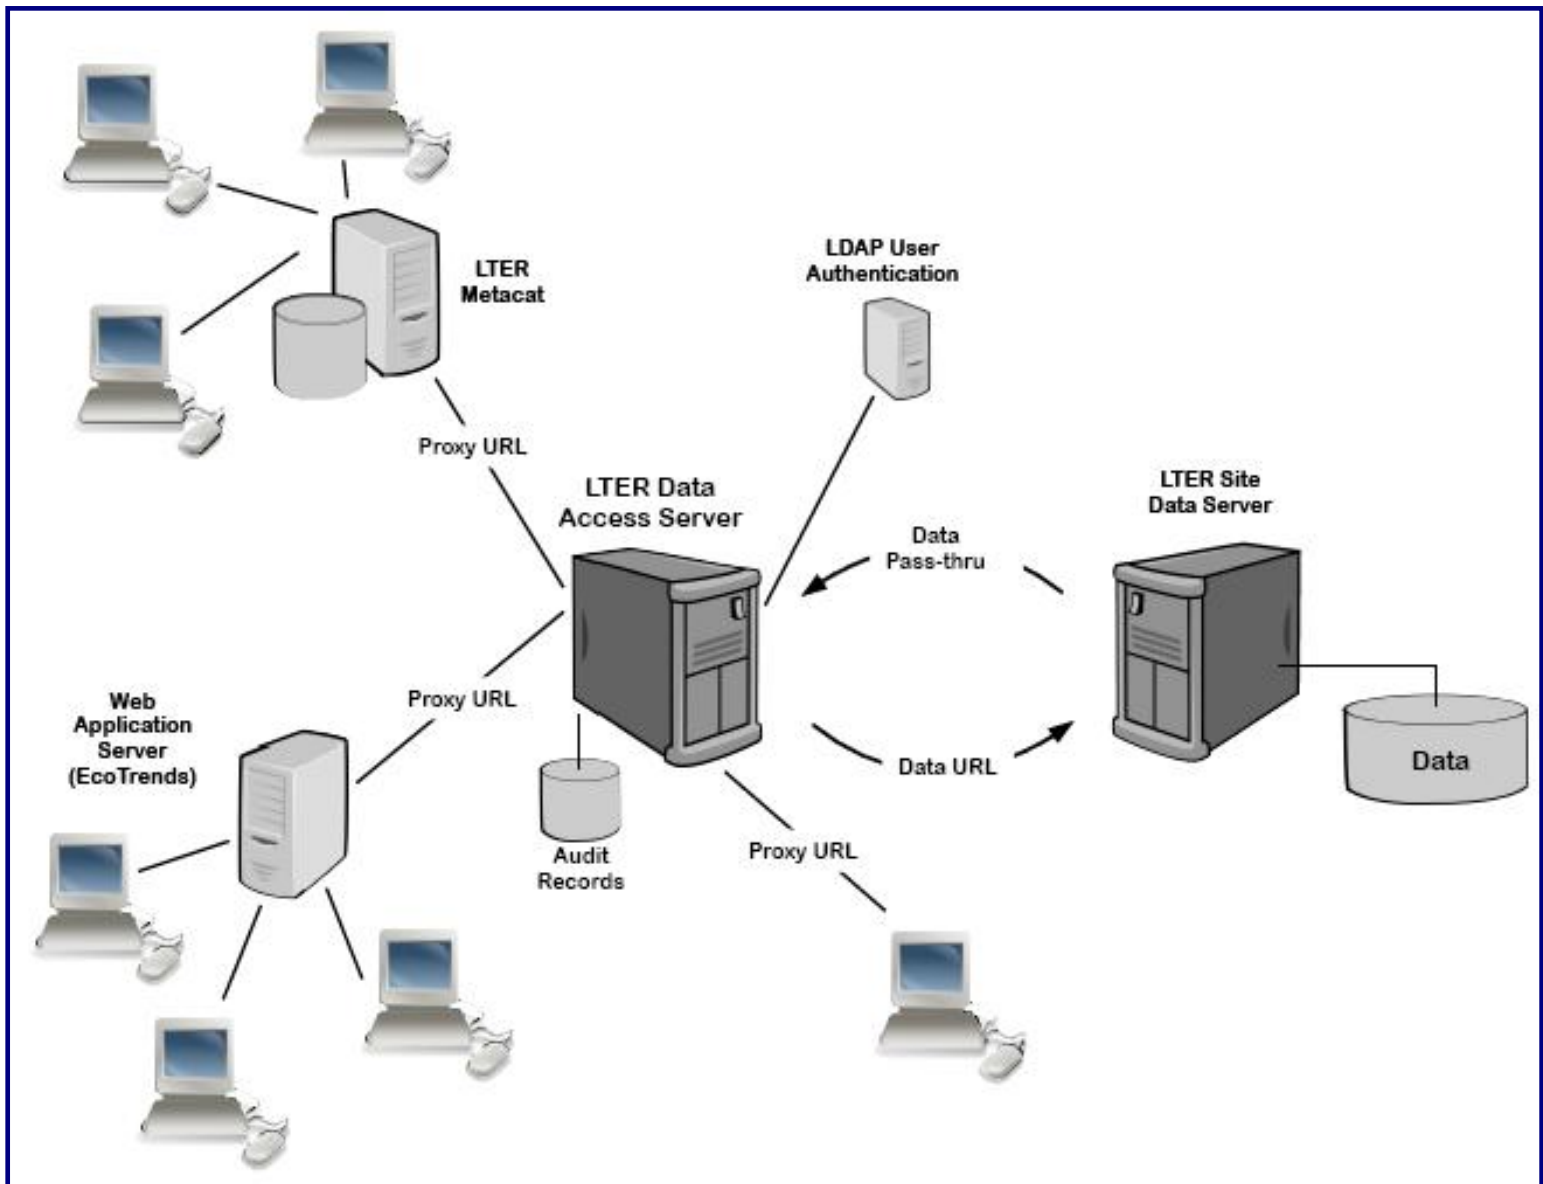 LTER
Metacat
LDAP User
Authentication
Proxy URL
LTER Data
Access Server
LTER Site
Data Server
Data
Pass-thru
Web
Application
Server
(EcoTrends)
Proxy URL
Data URL
Data
Audit
Records
Proxy URL